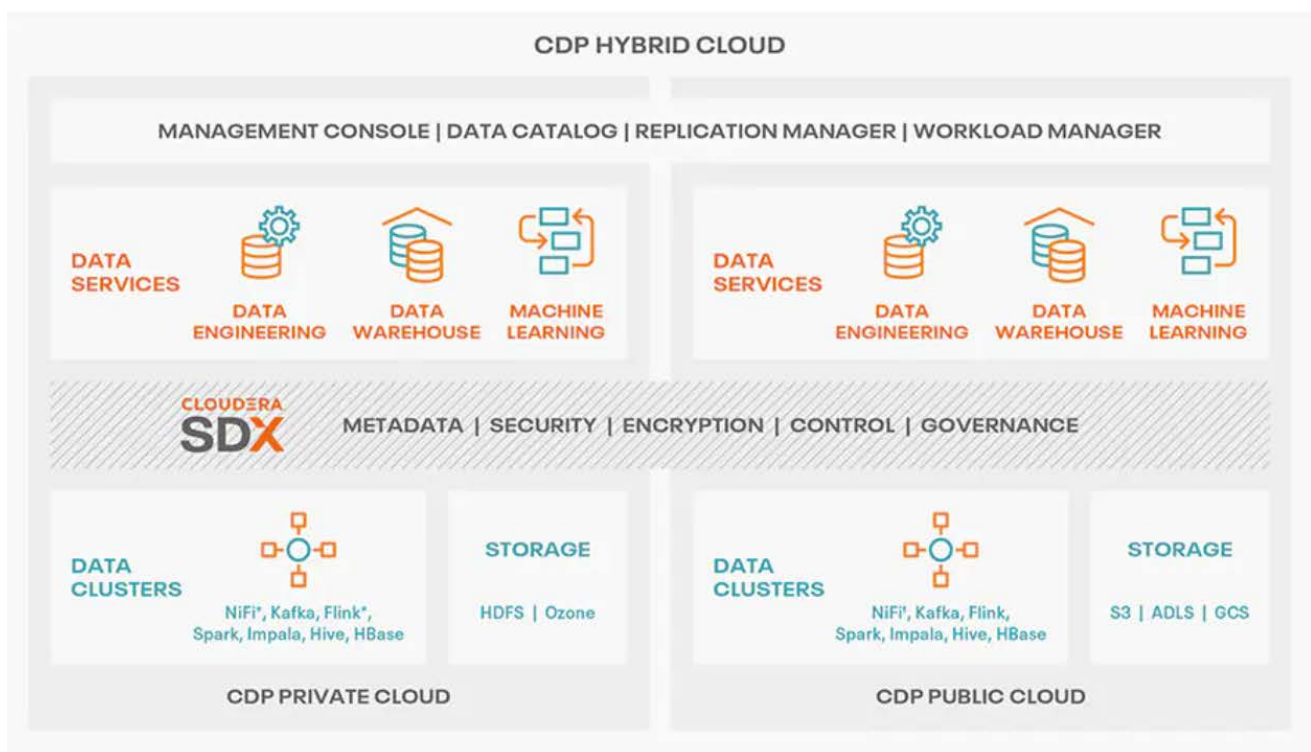 CDP HYBRID CLOUD
MANAGEMENT CONSOLE | DATA CATALOG | REPLICATION MANAGER | WORKLOAD MANAGER
DATA
SERVICES
DATA
ENGINEERING
DATA
WAREHOUSE
MACHINE
LEARNING
DATA
SERVICES
DATA
ENGINEERING
DATA
WAREHOUSE
MACHINE
LEARNING
CLOUDERA
SDX
METADATA | SECURITY | ENCRYPTION | CONTROL | GOVERNANCE
DATA
CLUSTERS
NiFi*, Kafka, Flink*,
Spark, Impala, Hive, HBase
STORAGE
HDFS | Ozone
DATA
CLUSTERS
NiFi†, Kafka, Flink,
Spark, Impala, Hive, HBase
STORAGE
S3 | ADLS | GCS
CDP PRIVATE CLOUD
CDP PUBLIC CLOUD